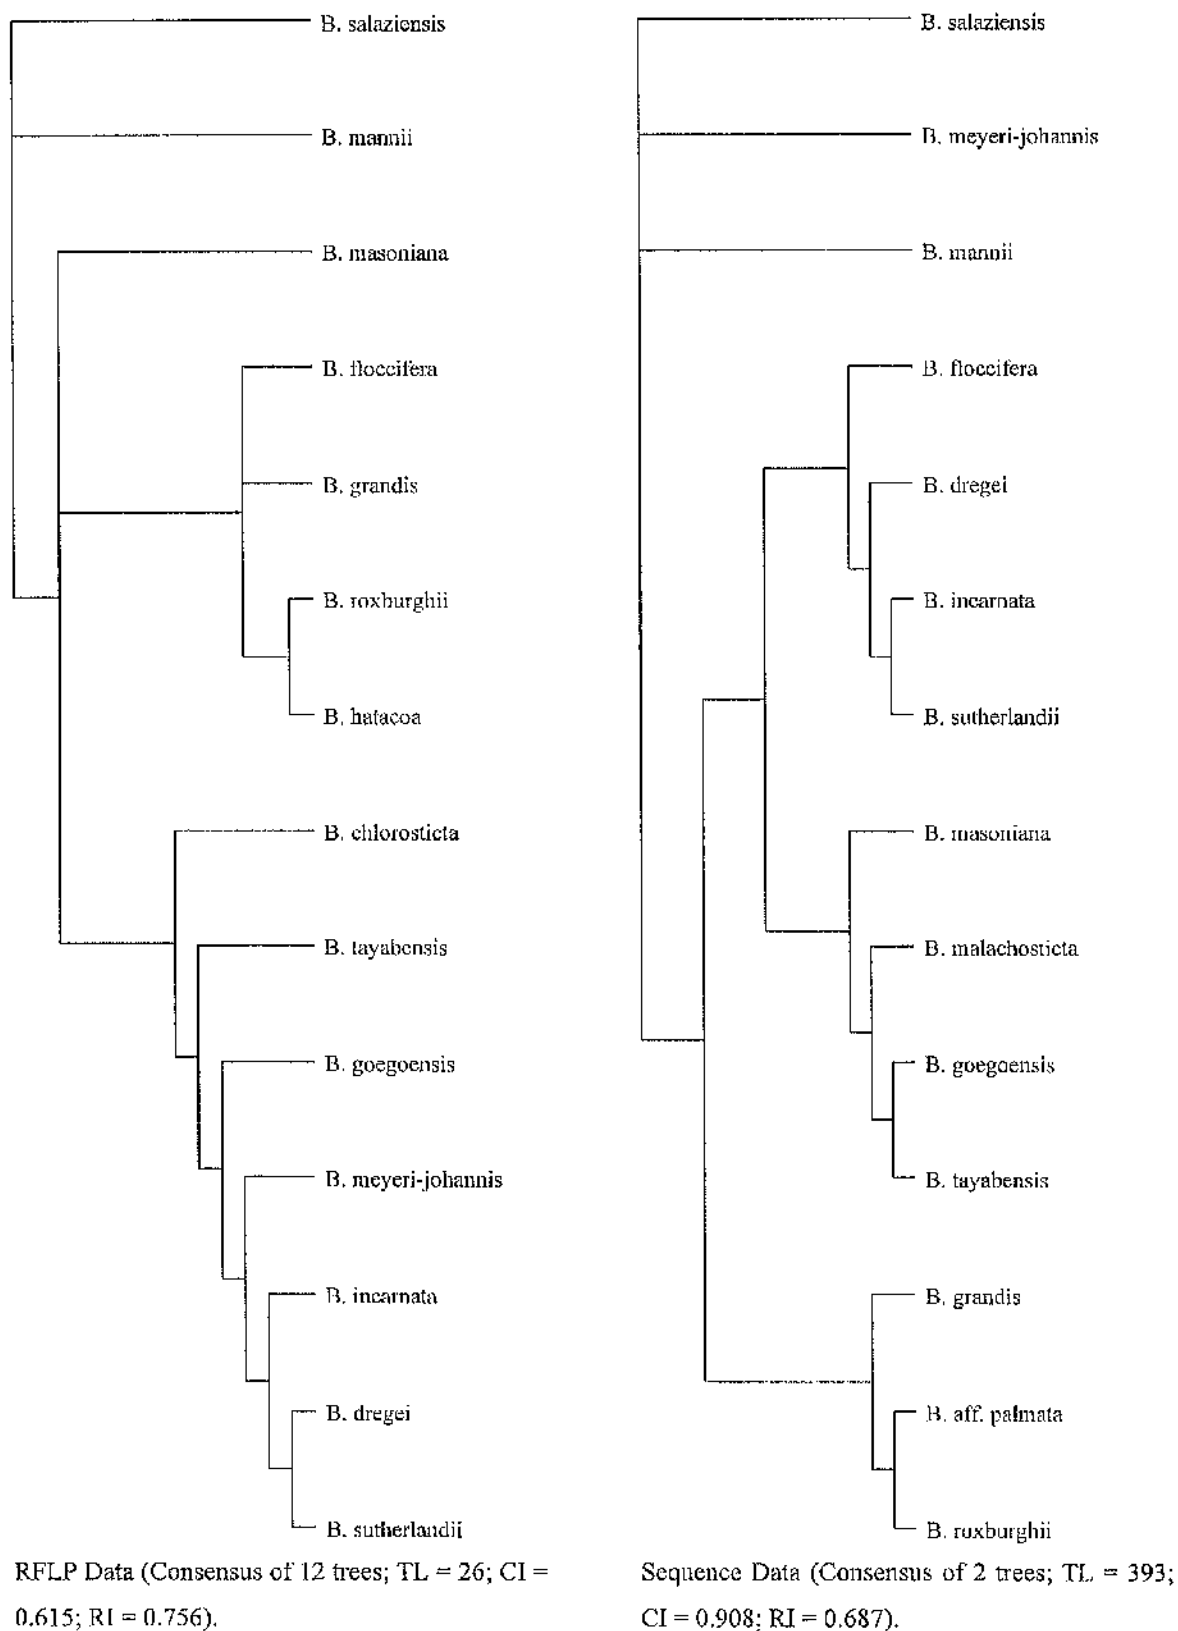 B. salaziensis
B. mannii
B. masoniana
B. floccifera
B. grandis
B. roxburghii
B. hatacoa
B. chlorosticta
B. tayabensis
B. goegoensis
B. meyeri-johannis
B. incarnata
B. dregei
B. sutherlandii
RFLP Data (Consensus of 12 trees; TL = 26; CI =
0.615; RI = 0.756).
B. salaziensis
B. meyeri-johannis
B. mannii
B. floccifera
B. dregei
B. incarnata
B. sutherlandii
B. masoniana
B. malachosticta
B. goegoensis
B. tayabensis
B. grandis
B. aff. palmata
B. roxburghii
Sequence Data (Consensus of 2 trees; TL = 393;
CI = 0.908; RI = 0.687).